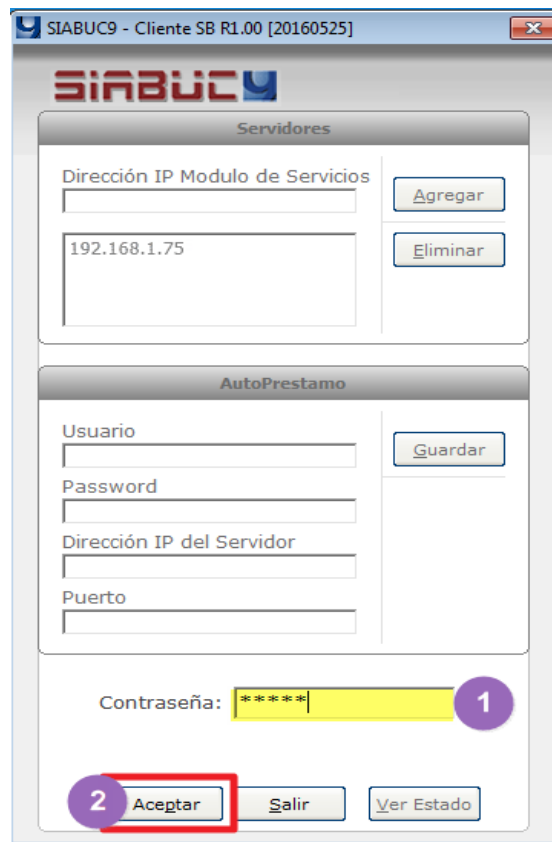 SIABUC9 - Cliente SB R1.00 [20160525]
SIABUC9
Servidores
Dirección IP Modulo de Servicios
Agregar
192.168.1.75
Eliminar
AutoPrestamo
Usuario
Guardar
Password
Dirección IP del Servidor
Puerto
Contraseña: *****
1
2
Aceptar
Salir
Ver Estado